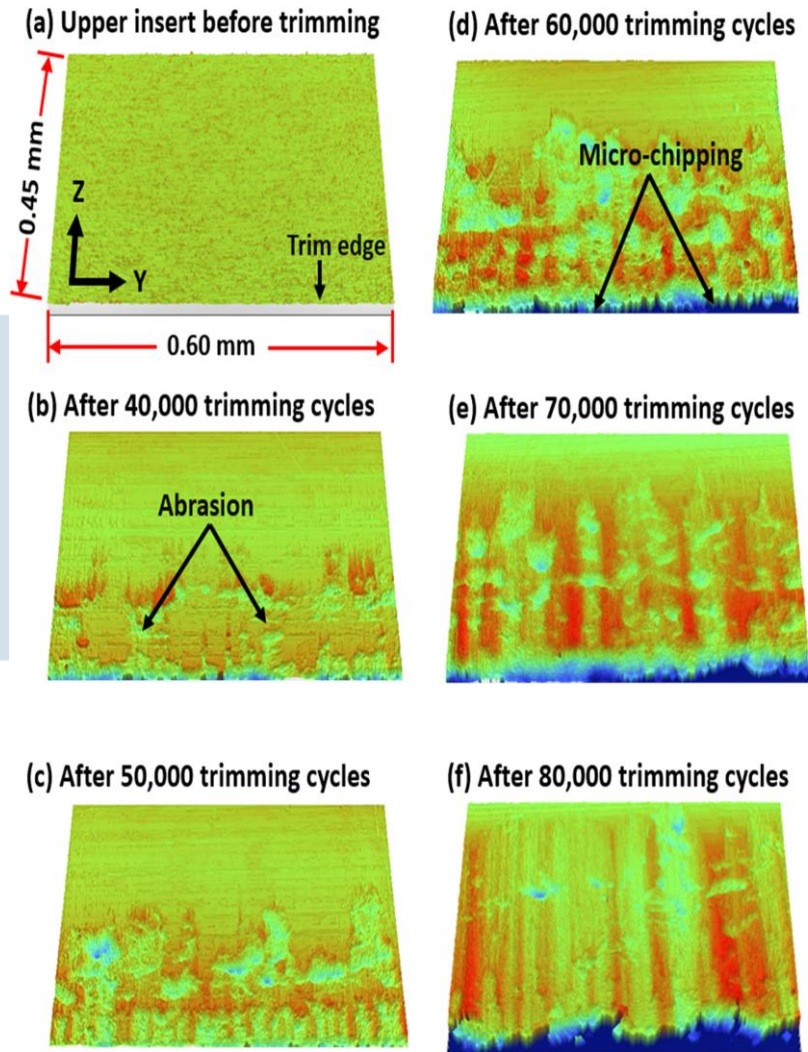 (a) Upper insert before trimming
0.45 mm
Z
Y
Trim edge
0.60 mm
(b) After 40,000 trimming cycles
Abrasion
(c) After 50,000 trimming cycles
(d) After 60,000 trimming cycles
Micro-chipping
(e) After 70,000 trimming cycles
(f) After 80,000 trimming cycles